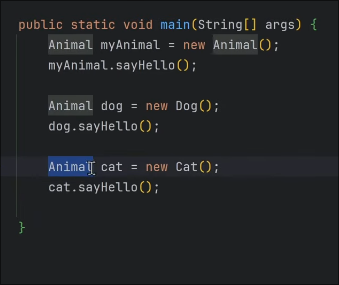 public static void main(String[] args) {
    Animal myAnimal = new Animal();
    myAnimal.sayHello();
    Animal dog = new Dog();
    dog.sayHello();
    Animal cat = new Cat();
    cat.sayHello();
}